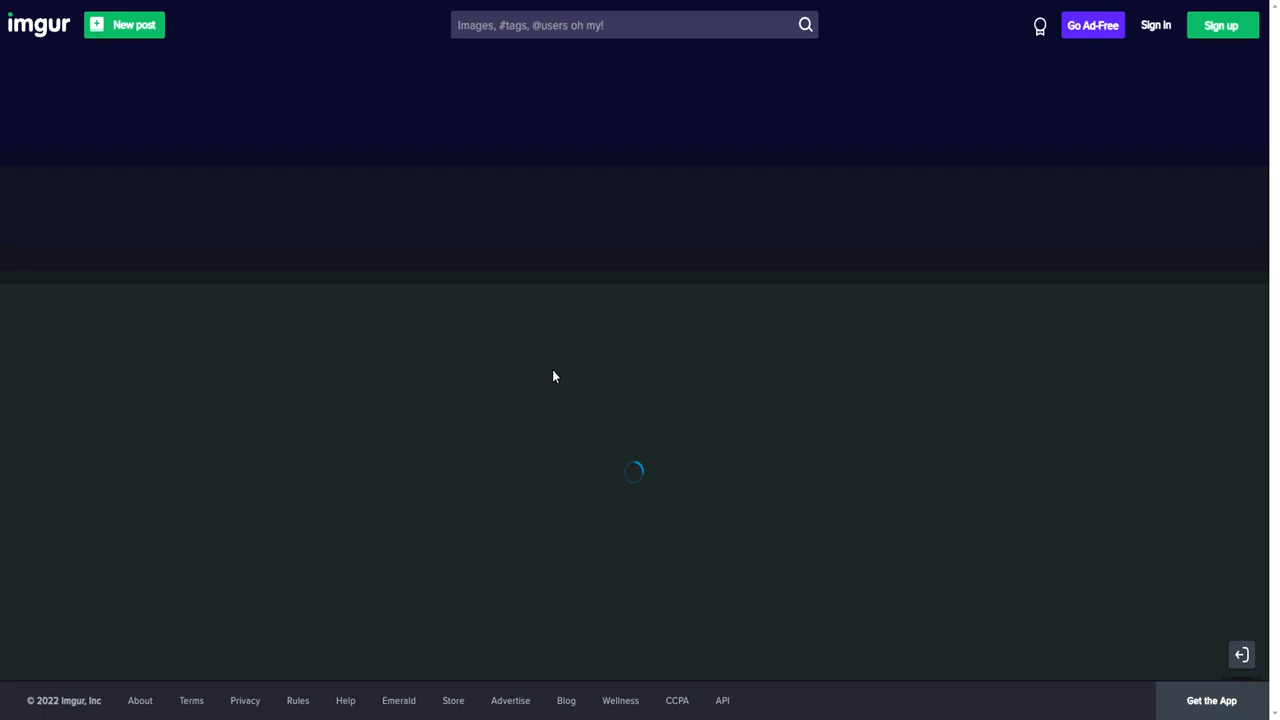 imgur
New post
Images, #tags, @users oh my!
Go Ad-Free
Sign in
Sign up
© 2022 Imgur, Inc
About
Terms
Privacy
Rules
Help
Emerald
Store
Advertise
Blog
Wellness
CCPA
API
Get the App